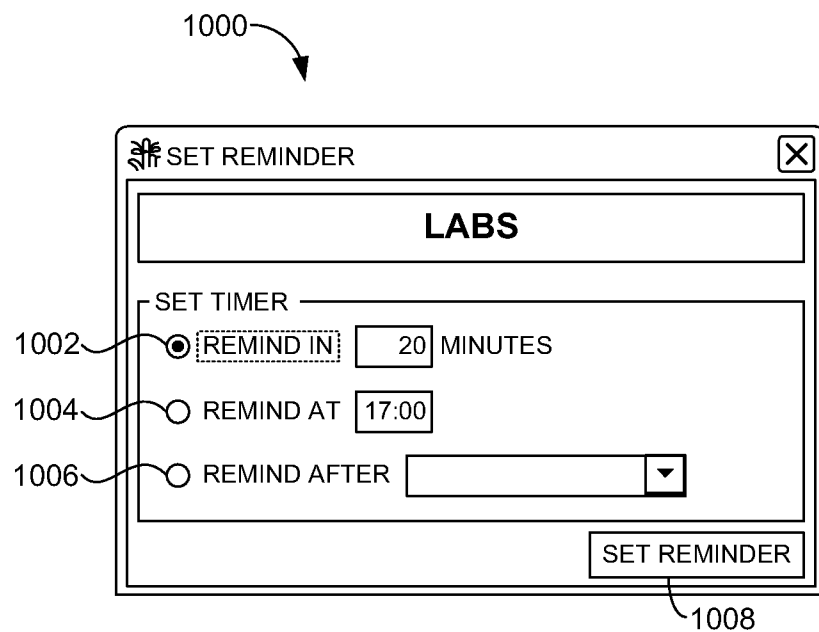 1000
SET REMINDER
LABS
SET TIMER
1002 REMIND IN 20 MINUTES
1004 REMIND AT 17:00
1006 REMIND AFTER
SET REMINDER
1008